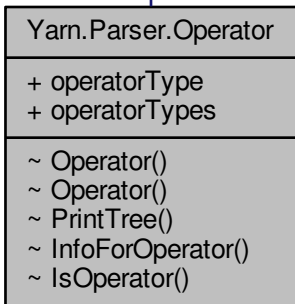 Yarn.Parser.Operator
+ operatorType
+ operatorTypes
~ Operator()
~ Operator()
~ PrintTree()
~ InfoForOperator()
~ IsOperator()